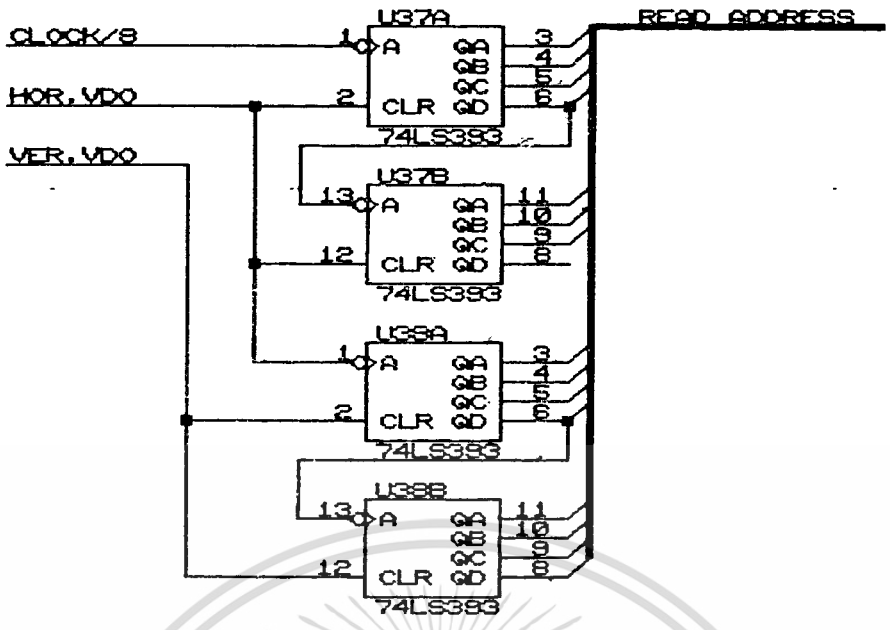 U37A
READ ADDRESS
CLOCK/8
1
A
QA
3
QB
4
QC
5
HOR.VDO
2
CLR
QD
6
74LS393
VER.VDO
U37B
13
A
QA
11
QB
10
QC
9
12
CLR
QD
8
74LS393
U38A
1
A
QA
3
QB
4
QC
5
2
CLR
QD
6
74LS393
U38B
13
A
QA
11
QB
10
QC
9
12
CLR
QD
8
74LS393